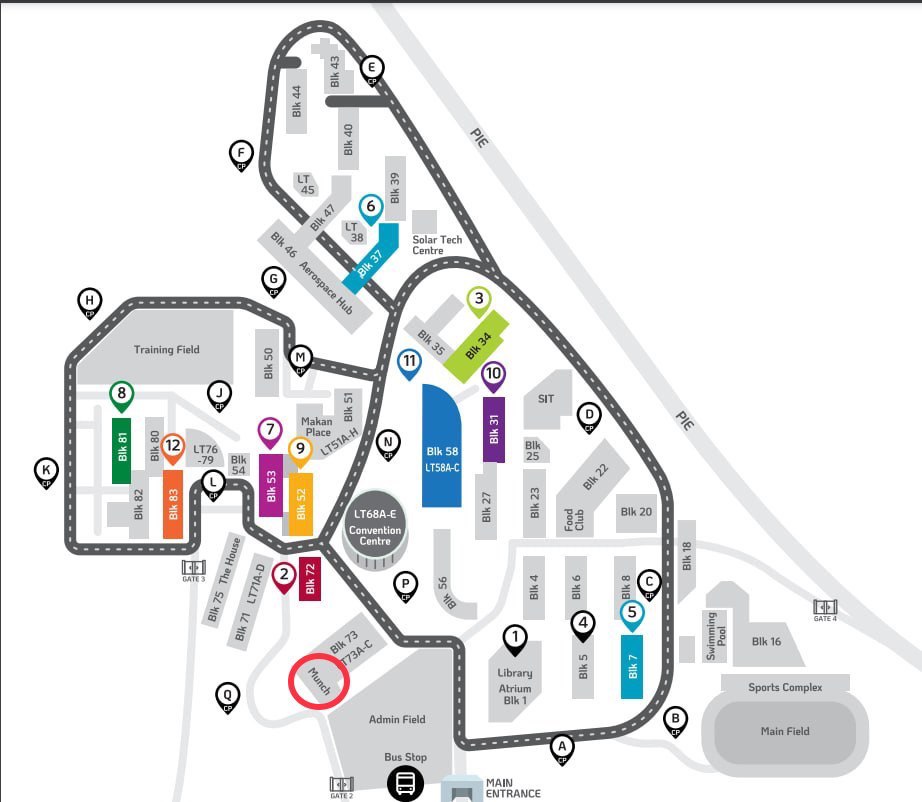 E
CP
Blk 43
Blk 44
Blk 40
PIE
F
CP
LT
45
Blk 39
Blk 47
6
LT
38
Solar Tech
Centre
Blk 46
Aerospace Hub
Blk 37
G
CP
H
CP
3
Blk 35
Blk 34
Training Field
Blk 50
M
CP
11
10
8
J
CP
Blk 51
Makan
Place
LT51A-H
SIT
D
CP
PIE
7
9
12
Blk 81
Blk 80
LT76
-79
Blk
54
N
CP
Blk 58
LT58A-C
Blk 31
Blk
25
K
CP
L
CP
Blk 53
Blk 52
Blk 82
Blk 83
Blk 27
Blk 23
Blk 22
Food
Club
Blk 20
LT68A-E
Convention
Centre
Blk 18
GATE 3
Blk 75 The House
Blk 71 LT71A-D
2
Blk 72
P
CP
Blk 56
Blk 4
Blk 6
Blk 8
C
CP
5
GATE 4
1
4
Blk 73
T73A-C
Munch
Library
Atrium
Blk 1
Blk 5
Blk 7
Swimming
Pool
Blk 16
Sports Complex
Q
CP
Admin Field
A
CP
B
CP
Main Field
Bus Stop
GATE 2
MAIN
ENTRANCE